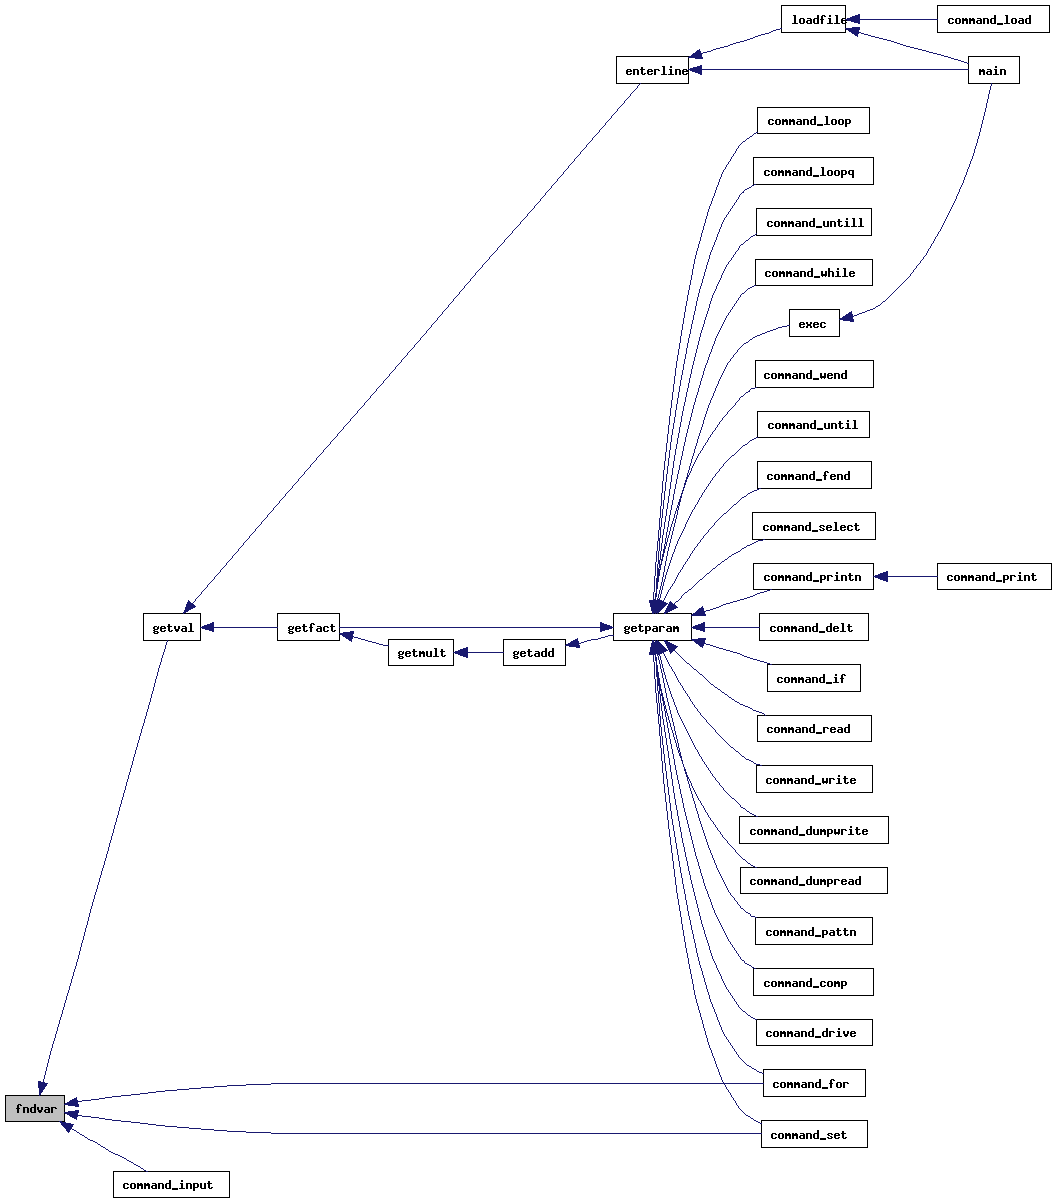 loadfile
command_load
enterline
main
command_loop
command_loopq
command_untill
command_while
exec
command_wend
command_until
command_fend
command_select
command_printn
command_print
getval
getfact
getparam
command_delt
getmult
getadd
command_if
command_read
command_write
command_dumpwrite
command_dumpread
command_pattn
command_comp
command_drive
command_for
fndvar
command_set
command_input